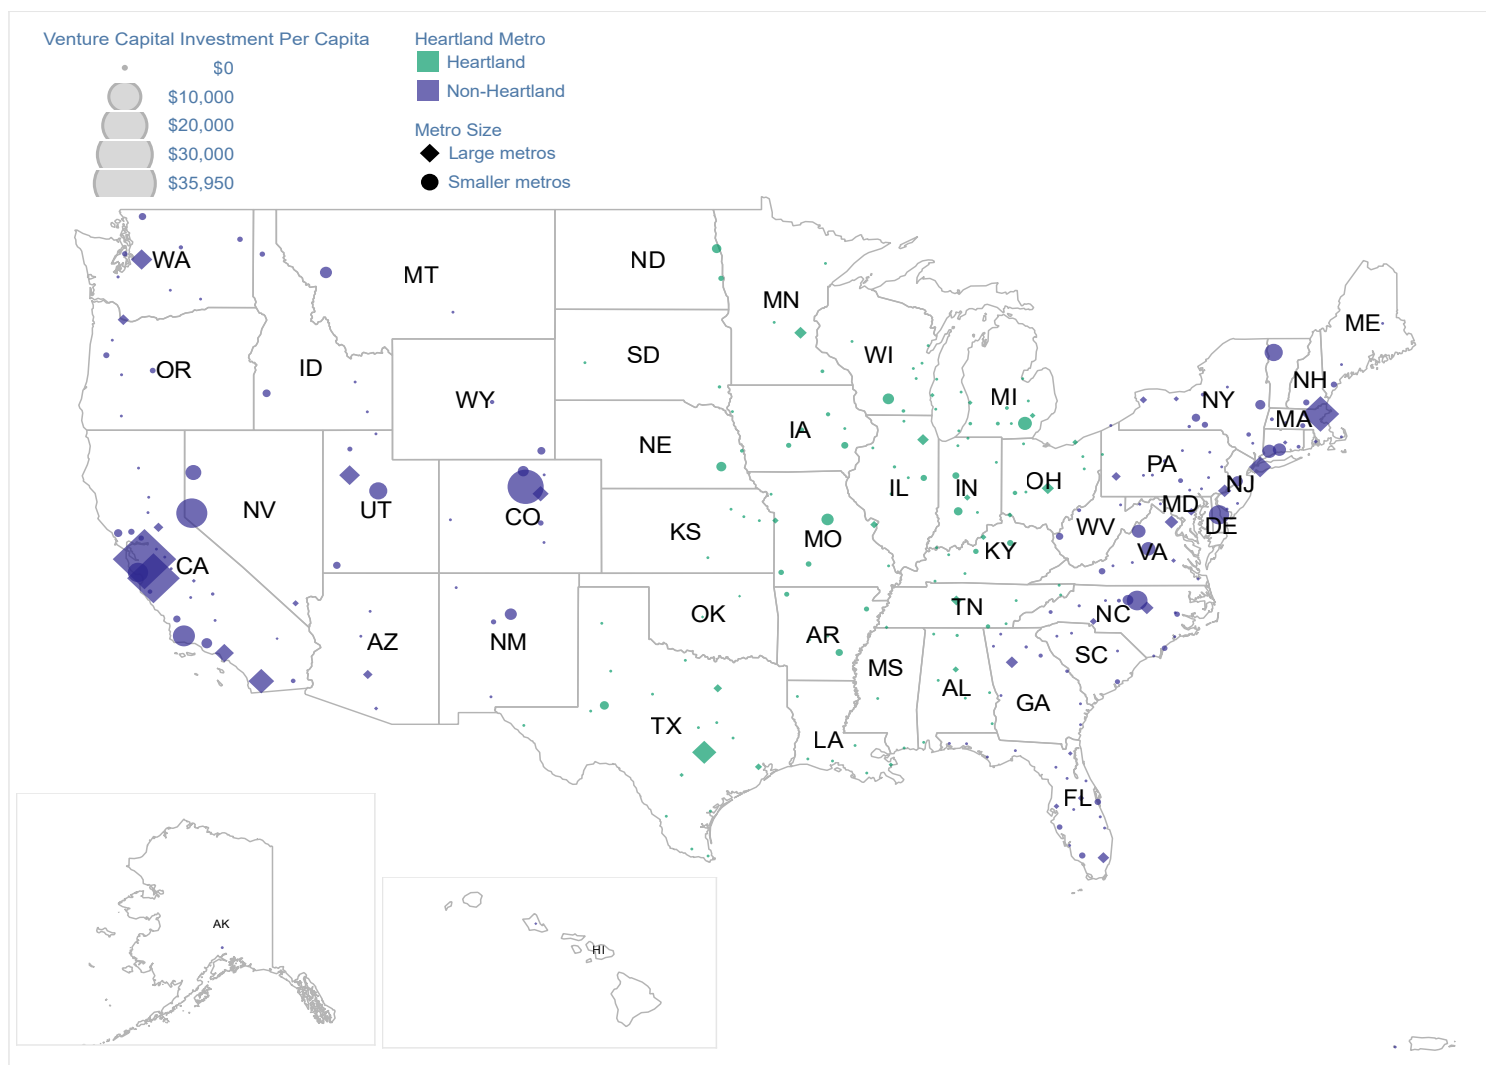 Venture Capital Investment Per Capita
$0
$10,000
$20,000
$30,000
$35,950
Heartland Metro
Heartland
Non-Heartland
Metro Size
Large metros
Smaller metros
WA
MT
ND
MN
ME
OR
ID
WY
SD
WI
MI
NY
NH
MA
NV
UT
CO
NE
IA
IL
IN
OH
PA
NJ
MD
DE
CA
KS
MO
KY
WV
VA
AZ
NM
OK
AR
TN
NC
SC
MS
AL
GA
TX
LA
FL
AK
HI